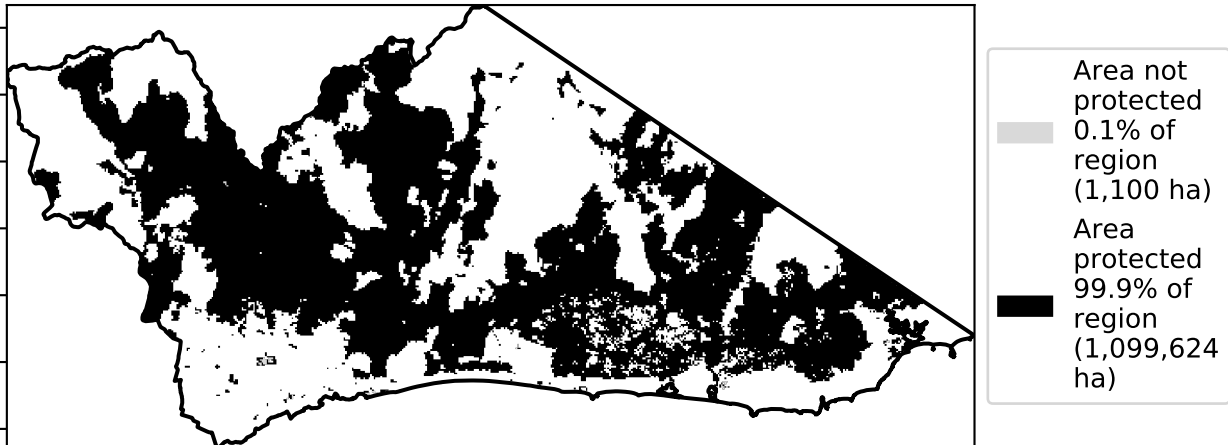 Area not
protected
0.1% of
region
(1,100 ha)
Area
protected
99.9% of
region
(1,099,624
ha)